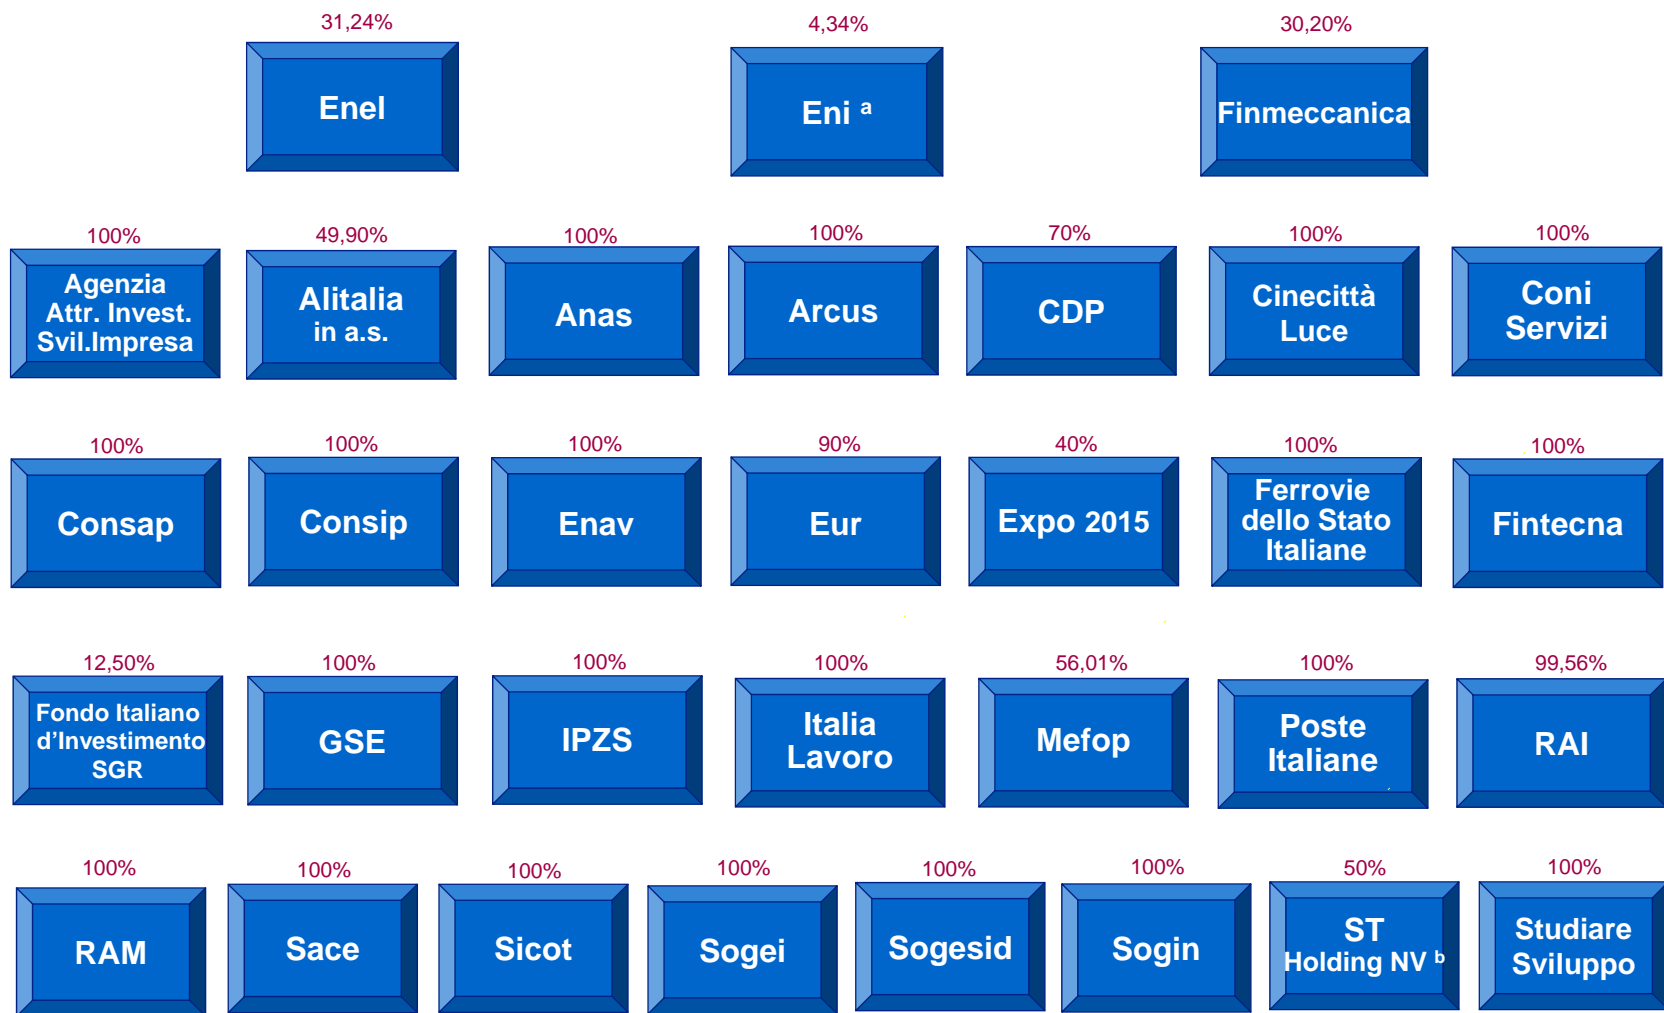 31,24%
4,34%
30,20%
Enel
Eni a
Finmeccanica
100%
49,90%
100%
100%
70%
100%
100%
Agenzia
Attr. Invest.
Svil.Impresa
Alitalia
in a.s.
Anas
Arcus
CDP
Cinecittà
Luce
Coni
Servizi
100%
100%
100%
90%
40%
100%
100%
Consap
Consip
Enav
Eur
Expo 2015
Ferrovie
dello Stato
Italiane
Fintecna
12,50%
100%
100%
100%
56,01%
100%
99,56%
Fondo Italiano
d’Investimento
SGR
GSE
IPZS
Italia
Lavoro
Mefop
Poste
Italiane
RAI
100%
100%
100%
100%
100%
100%
50%
100%
RAM
Sace
Sicot
Sogei
Sogesid
Sogin
ST
Holding NV b
Studiare
Sviluppo